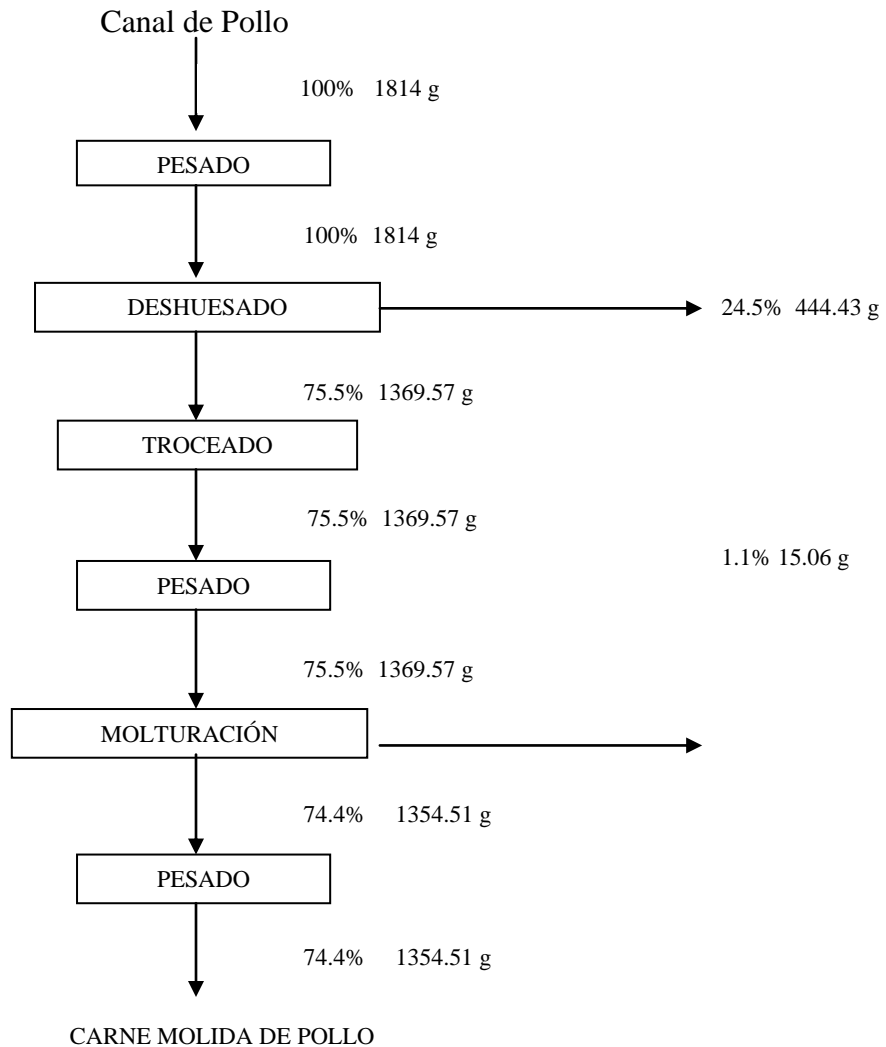 Canal de Pollo
100% 1814 g
PESADO
100% 1814 g
DESHUESADO
24.5% 444.43 g
75.5% 1369.57 g
TROCEADO
75.5% 1369.57 g
1.1% 15.06 g
PESADO
75.5% 1369.57 g
MOLTURACIÓN
74.4% 1354.51 g
PESADO
74.4% 1354.51 g
CARNE MOLIDA DE POLLO